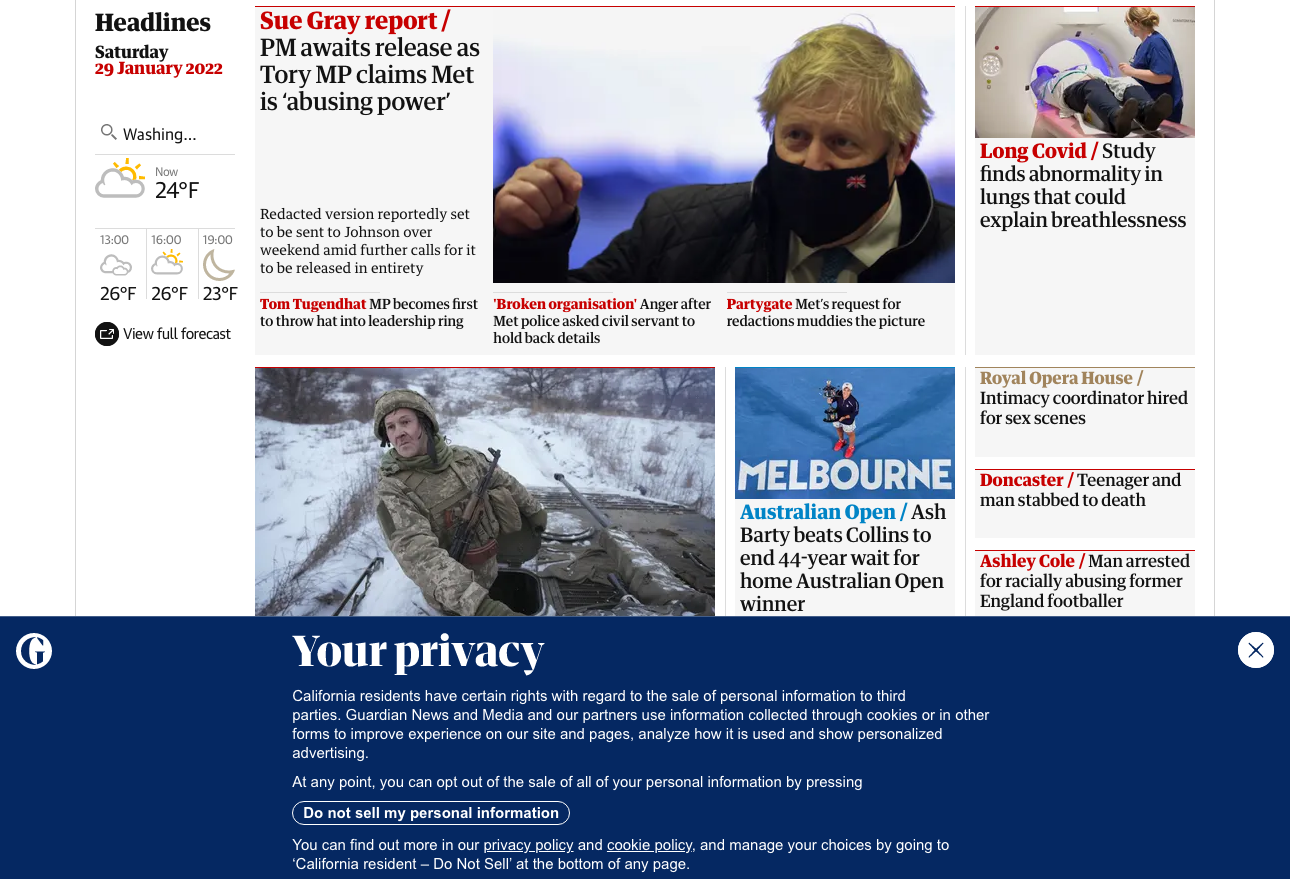 Headlines
Saturday
29 January 2022
Washing...
Now
24°F
13:00
26°F
16:00
26°F
19:00
23°F
View full forecast
Sue Gray report /
PM awaits release as
Tory MP claims Met
is ‘abusing power’
Redacted version reportedly set
to be sent to Johnson over
weekend amid further calls for it
to be released in entirety
Tom Tugendhat MP becomes first
to throw hat into leadership ring
'Broken organisation' Anger after
Met police asked civil servant to
hold back details
Partygate Met’s request for
redactions muddies the picture
Long Covid / Study
finds abnormality in
lungs that could
explain breathlessness
MELBOURNE
Australian Open / Ash
Barty beats Collins to
end 44-year wait for
home Australian Open
winner
Royal Opera House /
Intimacy coordinator hired
for sex scenes
Doncaster / Teenager and
man stabbed to death
Ashley Cole / Man arrested
for racially abusing former
England footballer
G
Your privacy
California residents have certain rights with regard to the sale of personal information to third
parties. Guardian News and Media and our partners use information collected through cookies or in other
forms to improve experience on our site and pages, analyze how it is used and show personalized
advertising.
At any point, you can opt out of the sale of all of your personal information by pressing
Do not sell my personal information
You can find out more in our privacy policy and cookie policy, and manage your choices by going to
‘California resident – Do Not Sell’ at the bottom of any page.